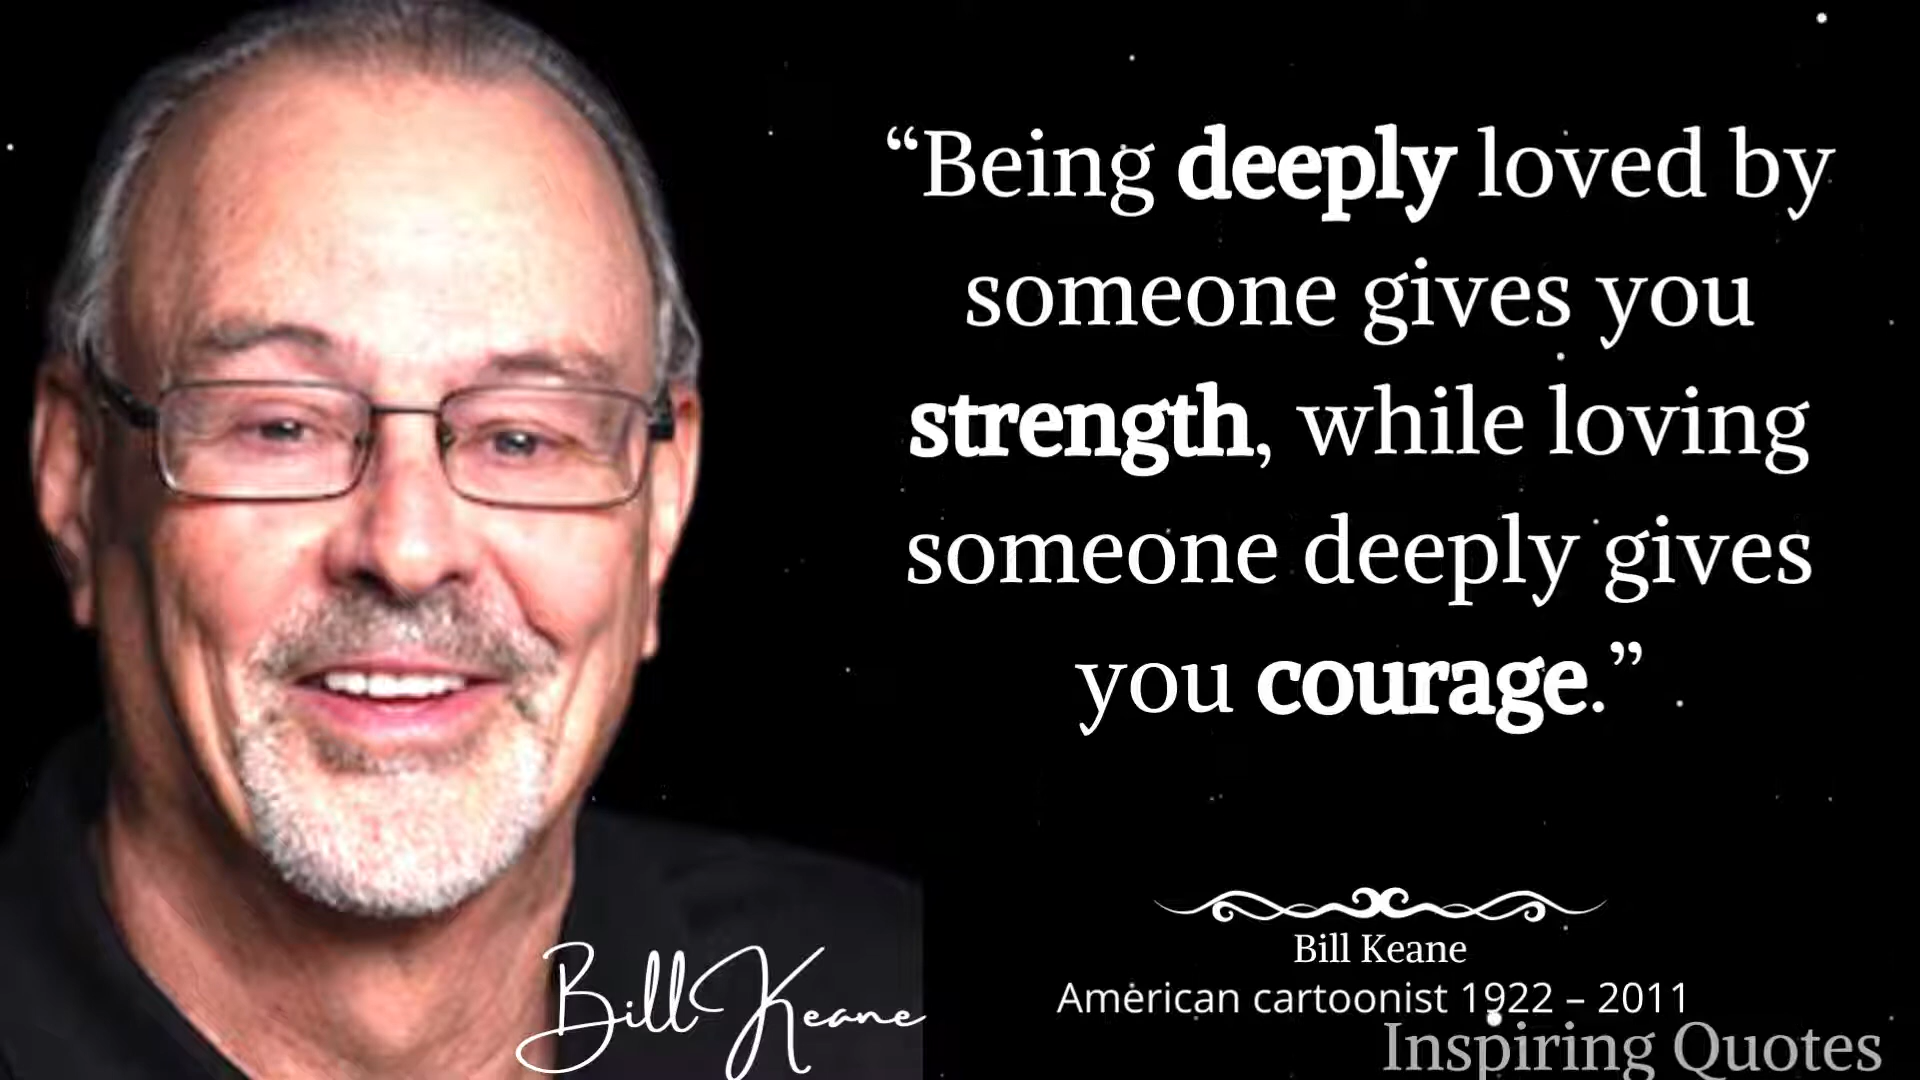 “Being deeply loved by
someone gives you
strength, while loving
someone deeply gives
you courage.”
Bill Keane
Bill Keane
American cartoonist 1922 – 2011
Inspiring Quotes